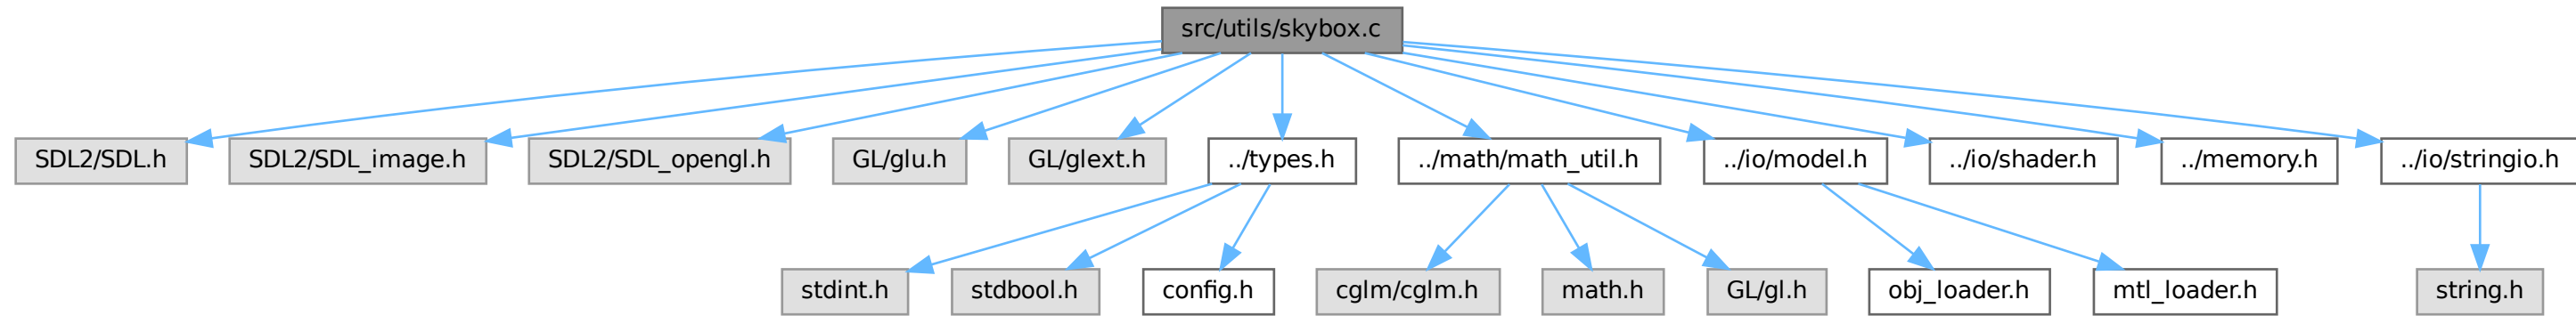 src/utils/skybox.c
SDL2/SDL.h
SDL2/SDL_image.h
SDL2/SDL_opengl.h
GL/glu.h
GL/glext.h
../types.h
../math/math_util.h
../io/model.h
../io/shader.h
../memory.h
../io/stringio.h
stdint.h
stdbool.h
config.h
cglm/cglm.h
math.h
GL/gl.h
obj_loader.h
mtl_loader.h
string.h